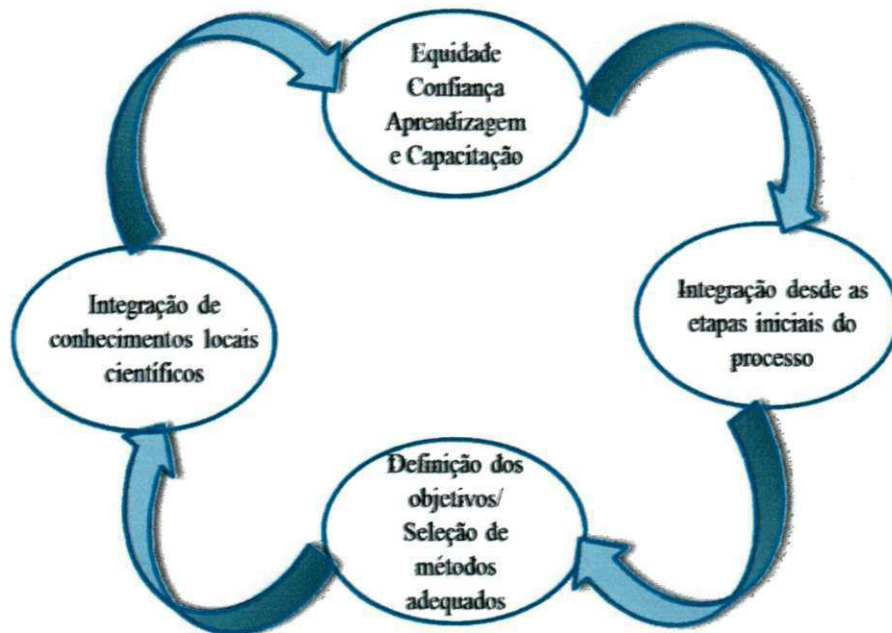 Equidade
Confiança
Aprendizagem
e Capacitação
Integração desde as
etapas iniciais do
processo
Definição dos
objetivos/
Seleção de
métodos
adequados
Integração de
conhecimentos locais
científicos